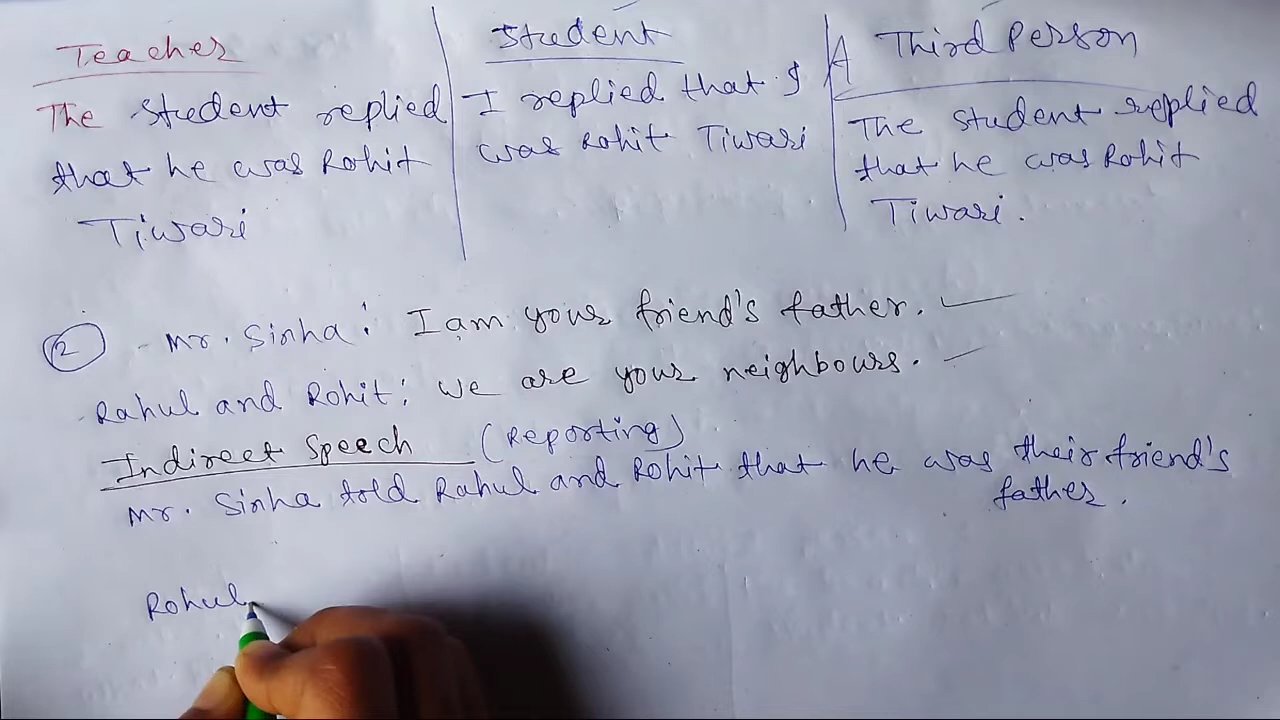 Teacher
The student replied
that he was Rohit
Tiwari
Student
I replied that I
was Rohit Tiwari
A Third Person
The student replied
that he was Rohit
Tiwari.
2 Mr. Sinha: I am your friend's father.
Rahul and Rohit: We are your neighbours.
Indirect Speech (Reporting)
Mr. Sinha told Rahul and Rohit that he was their friend's
father.
Rohul